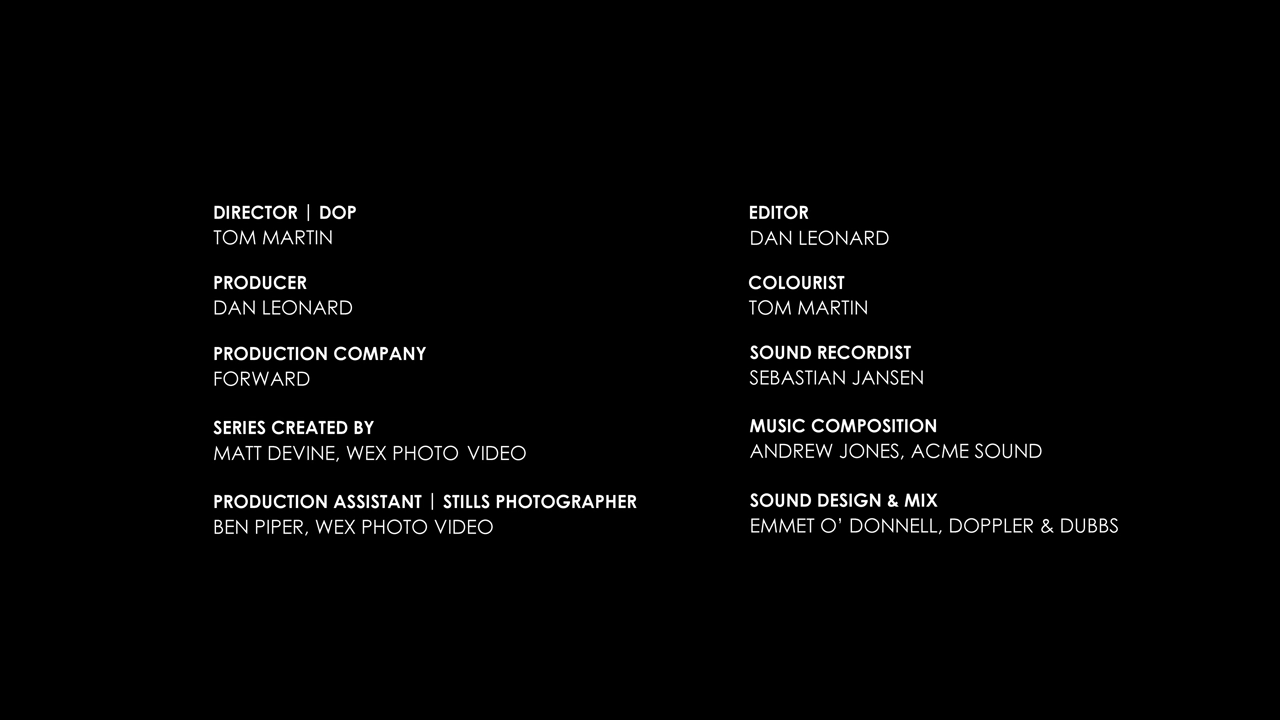 DIRECTOR | DOP
TOM MARTIN
PRODUCER
DAN LEONARD
PRODUCTION COMPANY
FORWARD
SERIES CREATED BY
MATT DEVINE, WEX PHOTO VIDEO
PRODUCTION ASSISTANT | STILLS PHOTOGRAPHER
BEN PIPER, WEX PHOTO VIDEO
EDITOR
DAN LEONARD
COLOURIST
TOM MARTIN
SOUND RECORDIST
SEBASTIAN JANSEN
MUSIC COMPOSITION
ANDREW JONES, ACME SOUND
SOUND DESIGN & MIX
EMMET O' DONNELL, DOPPLER & DUBBS